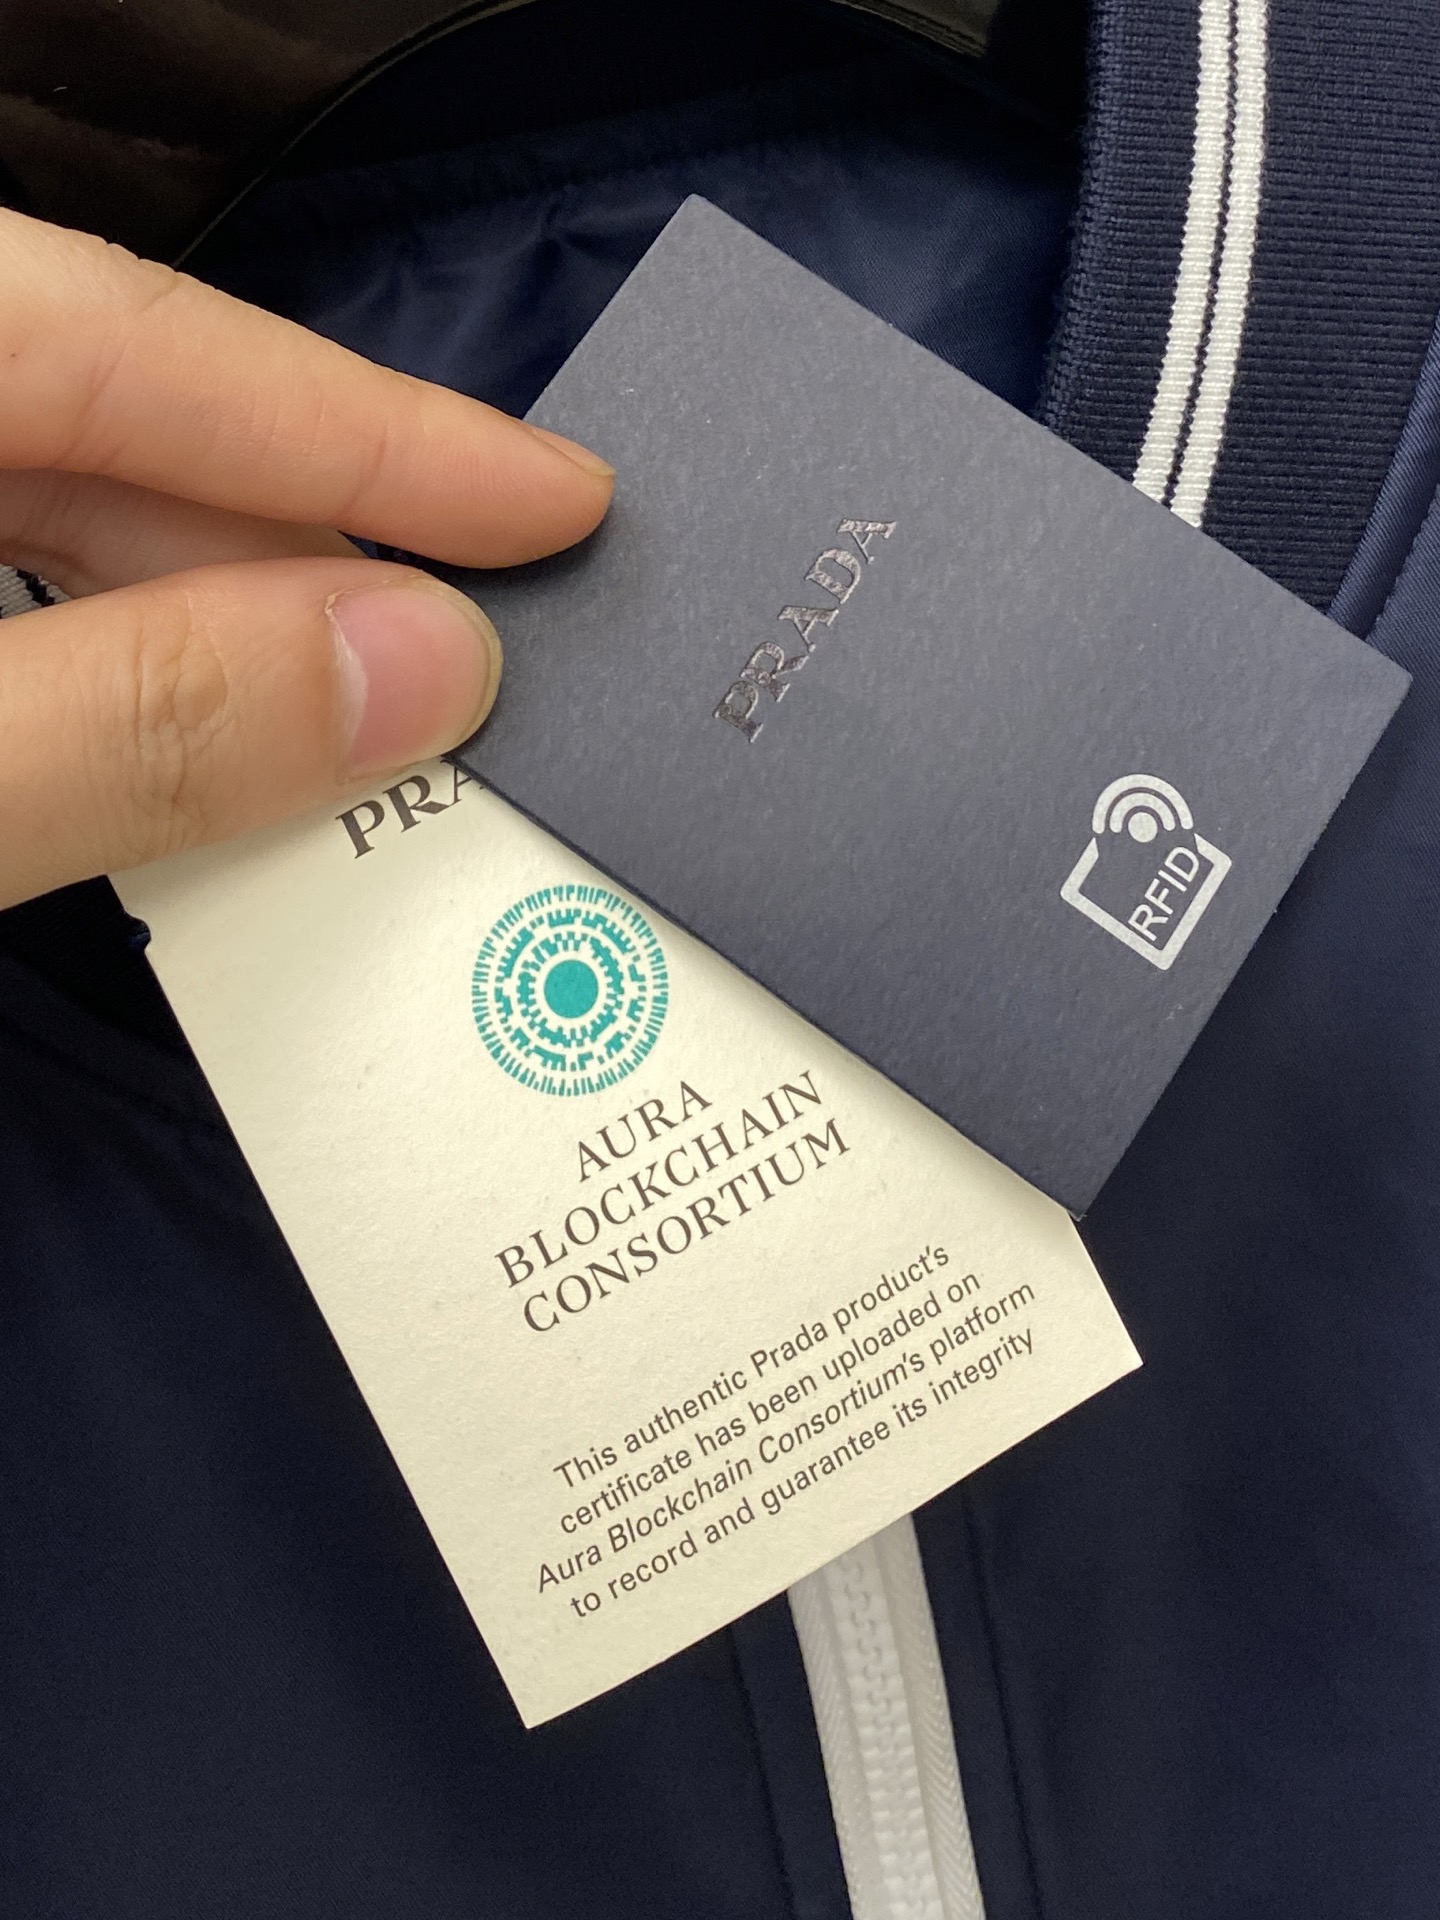 PRADA
RFID
PRA
AURA
BLOCKCHAIN
CONSORTIUM
This authentic Prada product's
certificate has been uploaded on
Aura Blockchain Consortium's platform
to record and guarantee its integrity